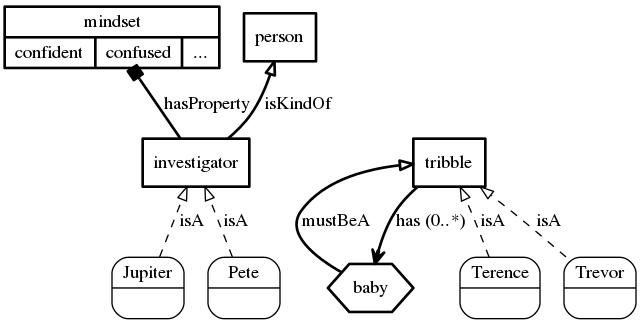 mindset
person
confident confused ...
hasProperty isKindOf
investigator
tribble
isA isA mustBeA has (0..*) isA isA
Jupiter Pete baby Terence Trevor